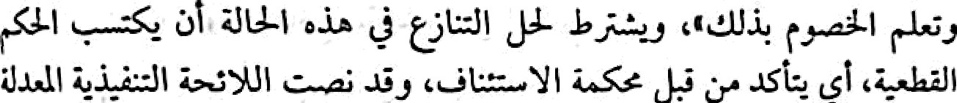 وتعلم الخصوم بذلك»، ويشترط لحل التنازع في هذه الحالة أن يكتسب الحكم
القطعية، أي يتأكد من قبل محكمة الاستئناف، وقد نصت اللائحة التنفيذية المعدلة